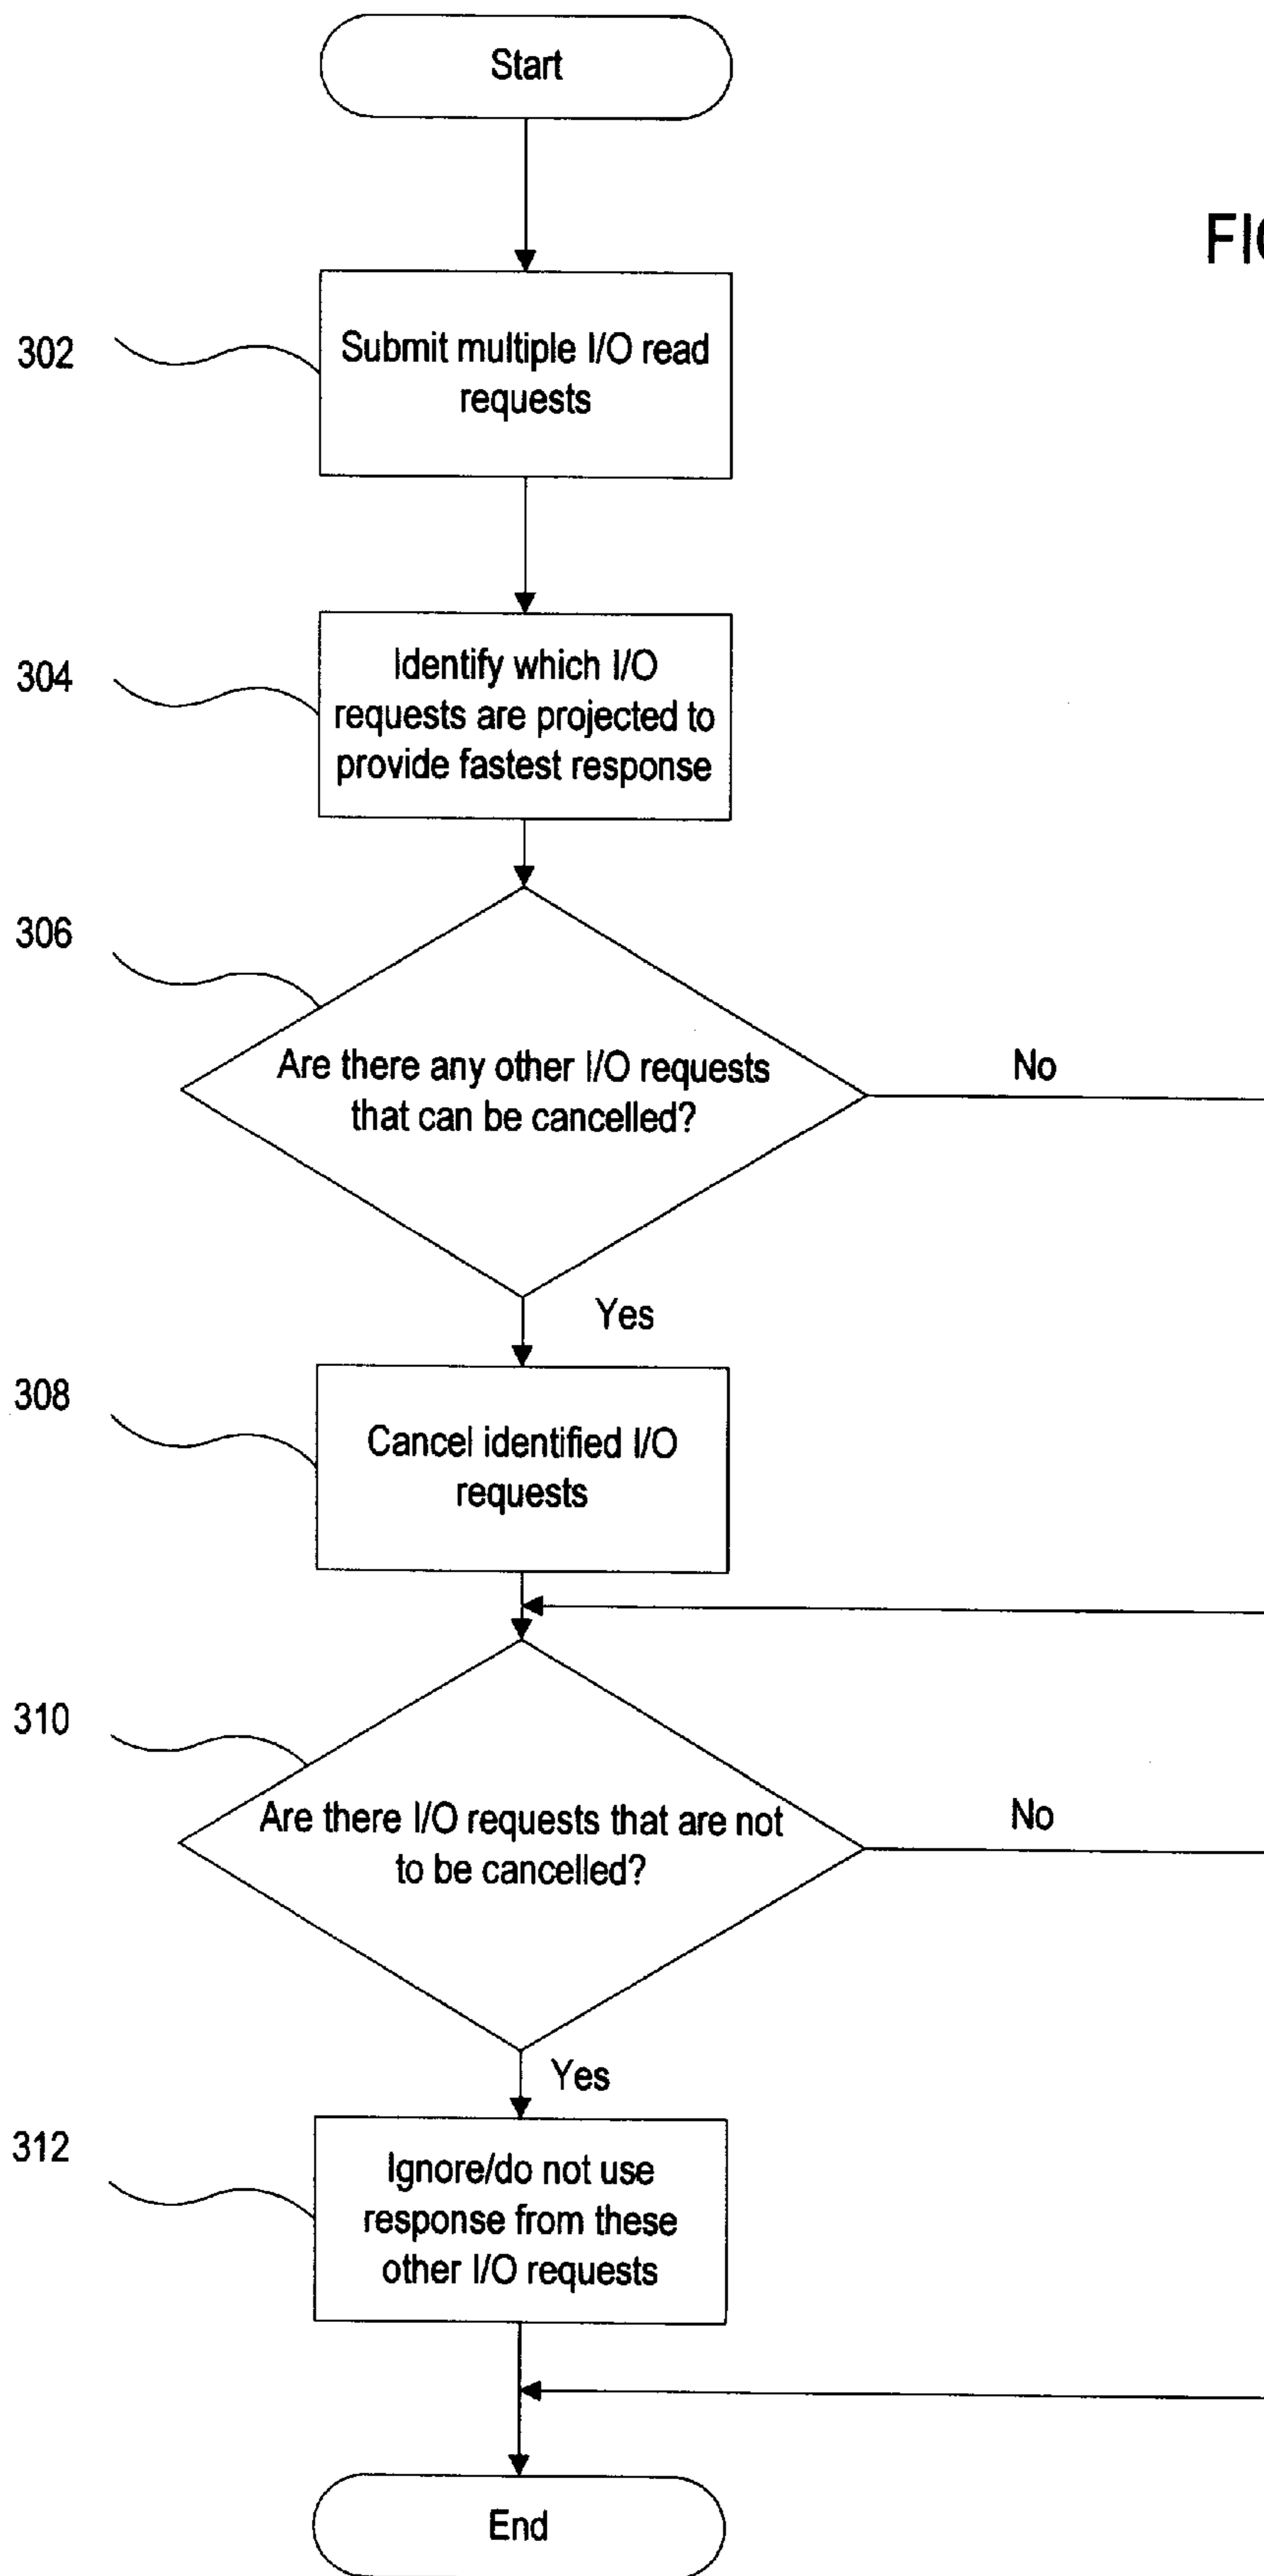 Start
FIG
302
Submit multiple I/O read
requests
304
Identify which I/O
requests are projected to
provide fastest response
306
Are there any other I/O requests
that can be cancelled?
No
Yes
308
Cancel identified I/O
requests
310
Are there I/O requests that are not
to be cancelled?
No
Yes
312
Ignore/do not use
response from these
other I/O requests
End